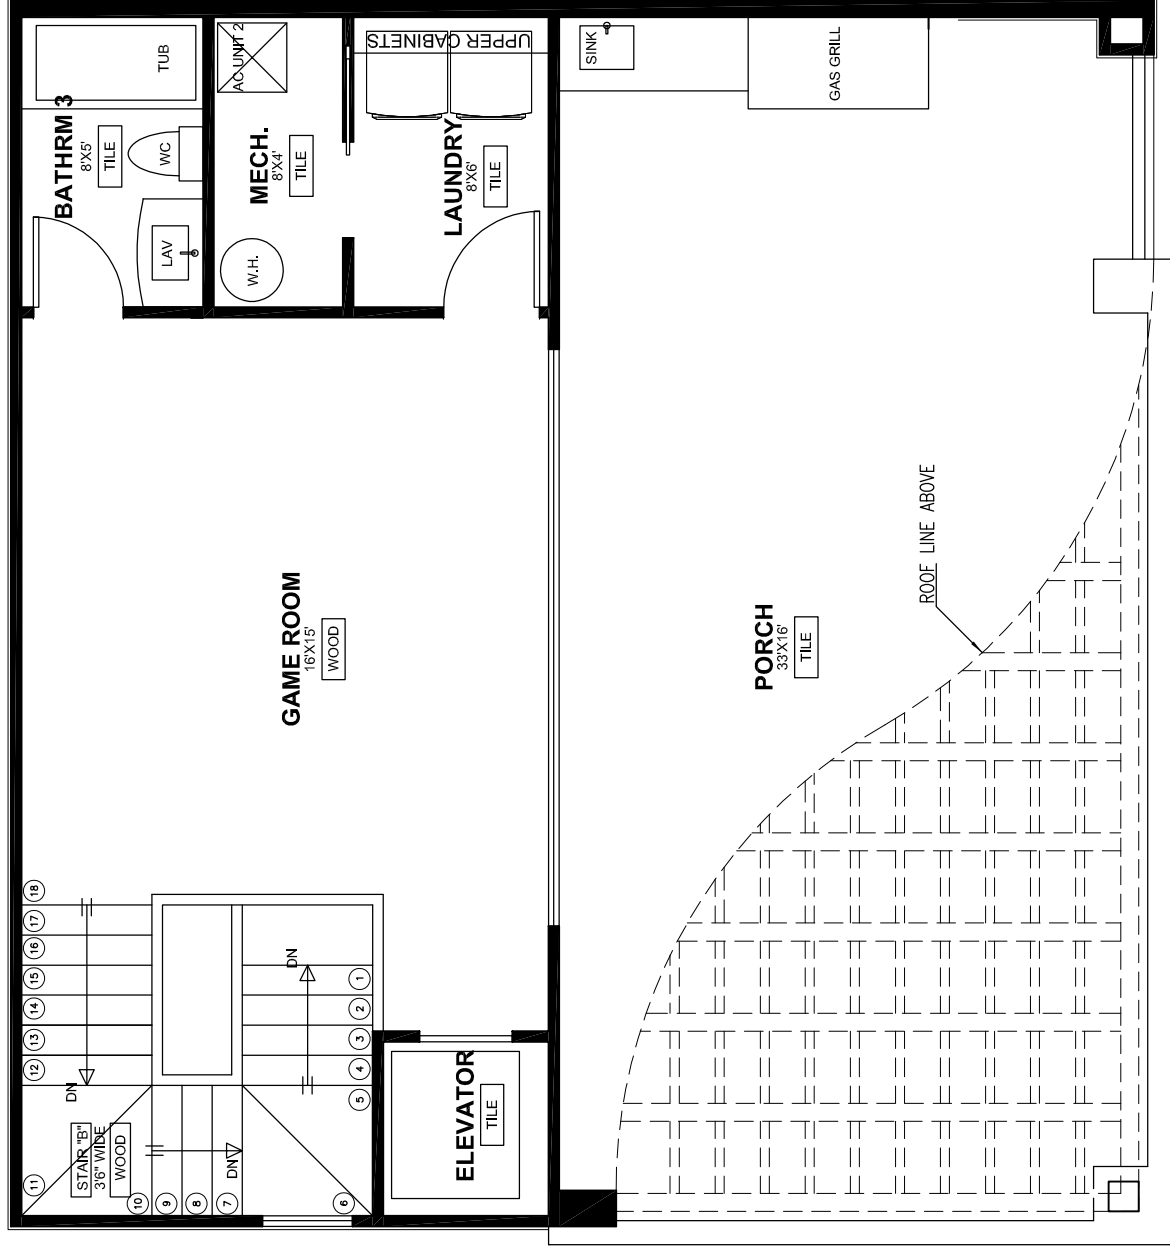 BATHRM 3
8'X5'
TILE
TUB
WC
LAV
MECH.
8'X4'
TILE
AC UNIT 2
W.H.
LAUNDRY
8'X6'
TILE
UPPER CABINETS
SINK
GAS GRILL
GAME ROOM
16'X15'
WOOD
PORCH
33'X16'
TILE
ROOF LINE ABOVE
ELEVATOR
TILE
STAIR "B"
3'6" WIDE
WOOD
DN
DN
DN
1
2
3
4
5
6
7
8
9
10
11
12
13
14
15
16
17
18